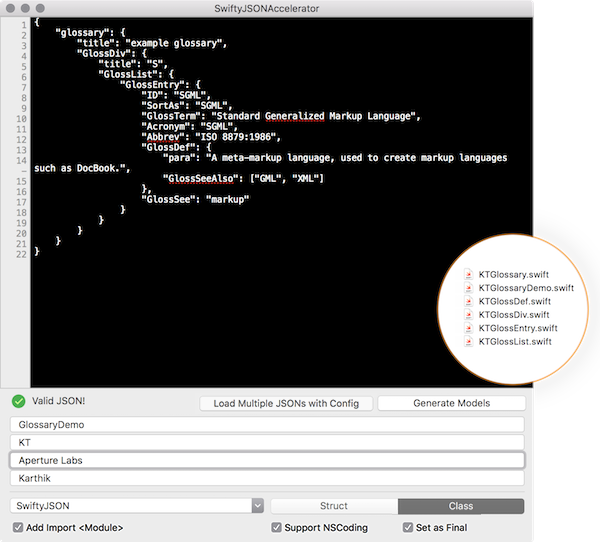 SwiftyJSONAccelerator
1 {
2 "glossary": {
3 "title": "example glossary",
4 "GlossDiv": {
5 "title": "S",
6 "GlossList": {
7 "GlossEntry": {
8 "ID": "SGML",
9 "SortAs": "SGML",
10 "GlossTerm": "Standard Generalized Markup Language",
11 "Acronym": "SGML",
12 "Abbrev": "ISO 8879:1986",
13 "GlossDef": {
14 "para": "A meta-markup language, used to create markup languages
- such as DocBook.",
15 "GlossSeeAlso": ["GML", "XML"]
16 },
17 "GlossSee": "markup"
18 }
19 }
20 }
21 }
22 }
KTGlossary.swift
KTGlossaryDemo.swift
KTGlossDef.swift
KTGlossDiv.swift
KTGlossEntry.swift
KTGlossList.swift
Valid JSON!
Load Multiple JSONs with Config
Generate Models
GlossaryDemo
KT
Aperture Labs
Karthik
SwiftyJSON
Struct
Class
Add Import <Module>
Support NSCoding
Set as Final